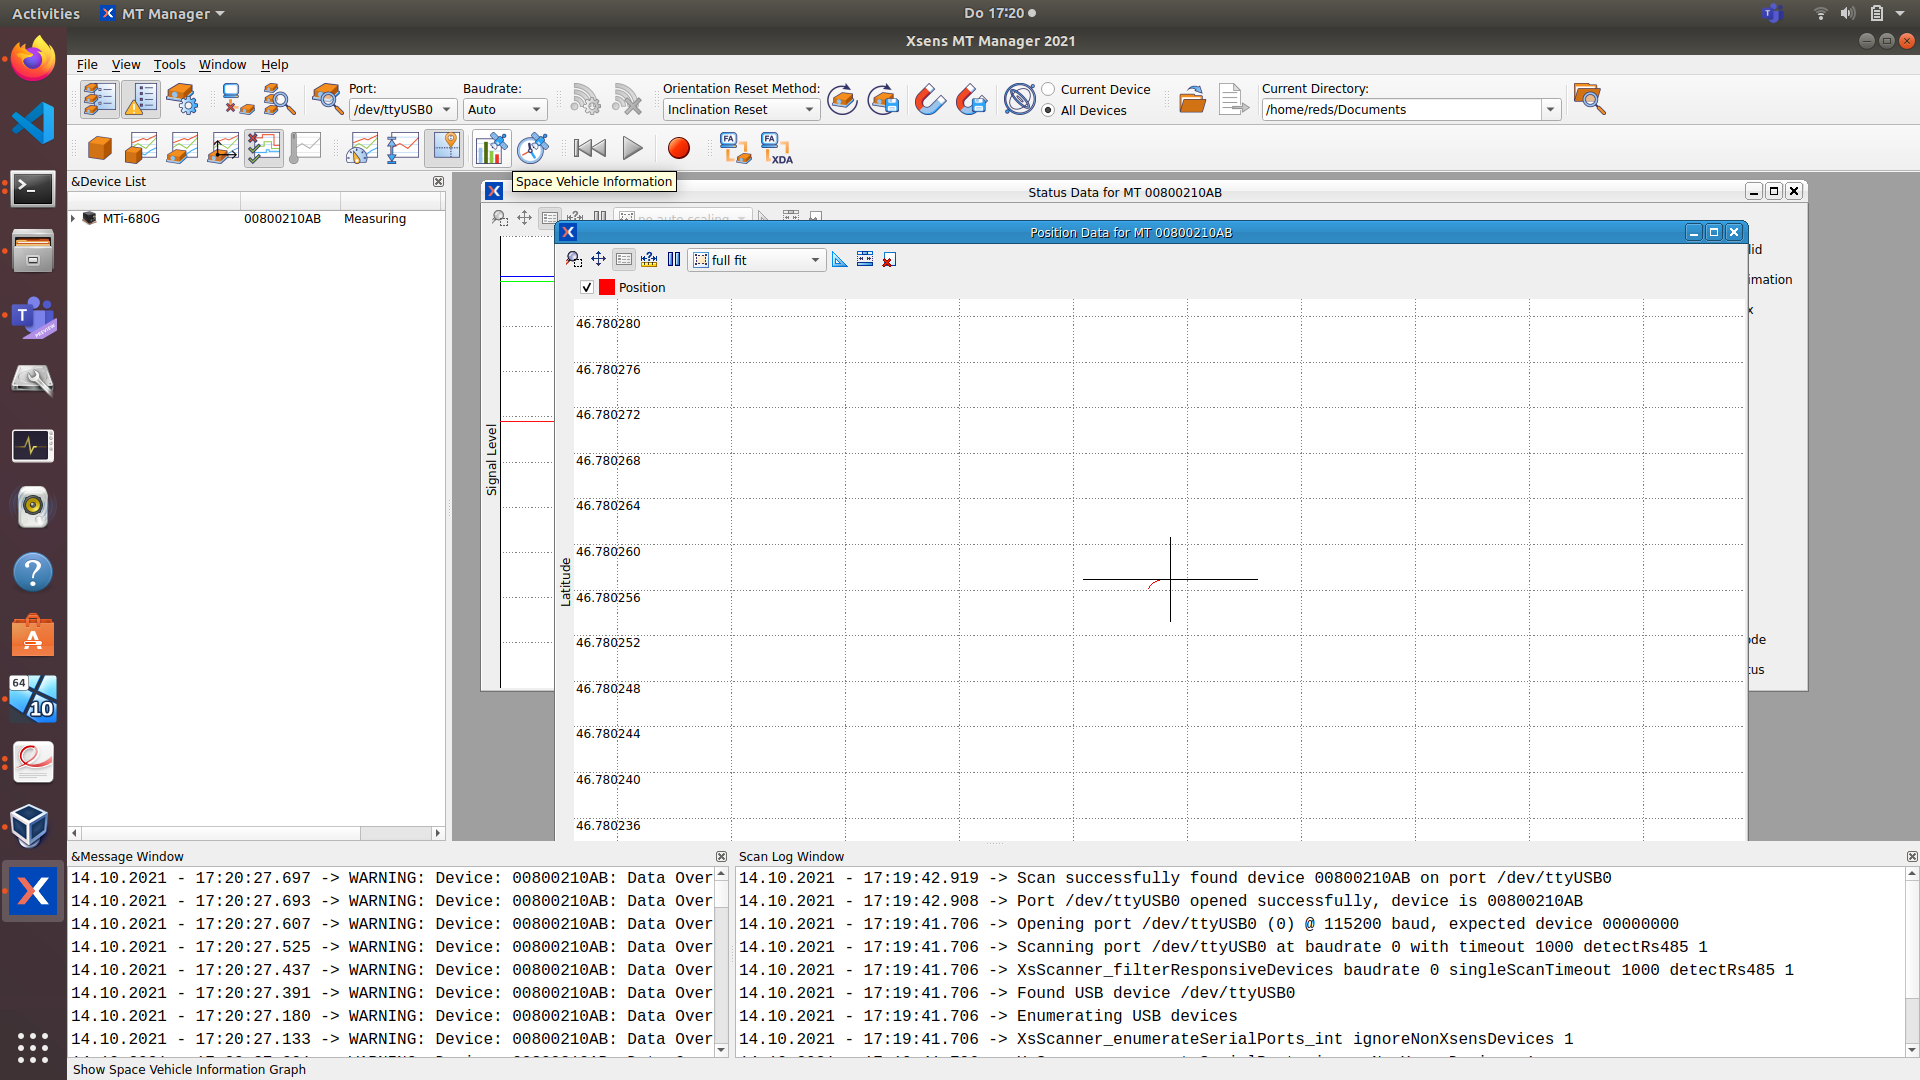 Activities MT Manager Do 17:20
Xsens MT Manager 2021
File View Tools Window Help
Port: Baudrate: Orientation Reset Method: Current Device Current Directory:
/dev/ttyUSB0 Auto Inclination Reset All Devices /home/reds/Documents
FA FA XDA
&Device List
Space Vehicle Information
Status Data for MT 00800210AB
MTi-680G 00800210AB Measuring
no auto scaling
Position Data for MT 00800210AB
full fit
Position
lid
imation
x
ode
tus
Signal Level
Latitude
46.780280
46.780276
46.780272
46.780268
46.780264
46.780260
46.780256
46.780252
46.780248
46.780244
46.780240
46.780236
T
PREVIEW
64
10
&Message Window
14.10.2021 - 17:20:27.697 -> WARNING: Device: 00800210AB: Data Over
14.10.2021 - 17:20:27.693 -> WARNING: Device: 00800210AB: Data Over
14.10.2021 - 17:20:27.607 -> WARNING: Device: 00800210AB: Data Over
14.10.2021 - 17:20:27.525 -> WARNING: Device: 00800210AB: Data Over
14.10.2021 - 17:20:27.437 -> WARNING: Device: 00800210AB: Data Over
14.10.2021 - 17:20:27.391 -> WARNING: Device: 00800210AB: Data Over
14.10.2021 - 17:20:27.180 -> WARNING: Device: 00800210AB: Data Over
14.10.2021 - 17:20:27.133 -> WARNING: Device: 00800210AB: Data Over
Scan Log Window
14.10.2021 - 17:19:42.919 -> Scan successfully found device 00800210AB on port /dev/ttyUSB0
14.10.2021 - 17:19:42.908 -> Port /dev/ttyUSB0 opened successfully, device is 00800210AB
14.10.2021 - 17:19:41.706 -> Opening port /dev/ttyUSB0 (0) @ 115200 baud, expected device 00000000
14.10.2021 - 17:19:41.706 -> Scanning port /dev/ttyUSB0 at baudrate 0 with timeout 1000 detectRs485 1
14.10.2021 - 17:19:41.706 -> XsScanner_filterResponsiveDevices baudrate 0 singleScanTimeout 1000 detectRs485 1
14.10.2021 - 17:19:41.706 -> Found USB device /dev/ttyUSB0
14.10.2021 - 17:19:41.706 -> Enumerating USB devices
14.10.2021 - 17:19:41.706 -> XsScanner_enumerateSerialPorts_int ignoreNonXsensDevices 1
Show Space Vehicle Information Graph